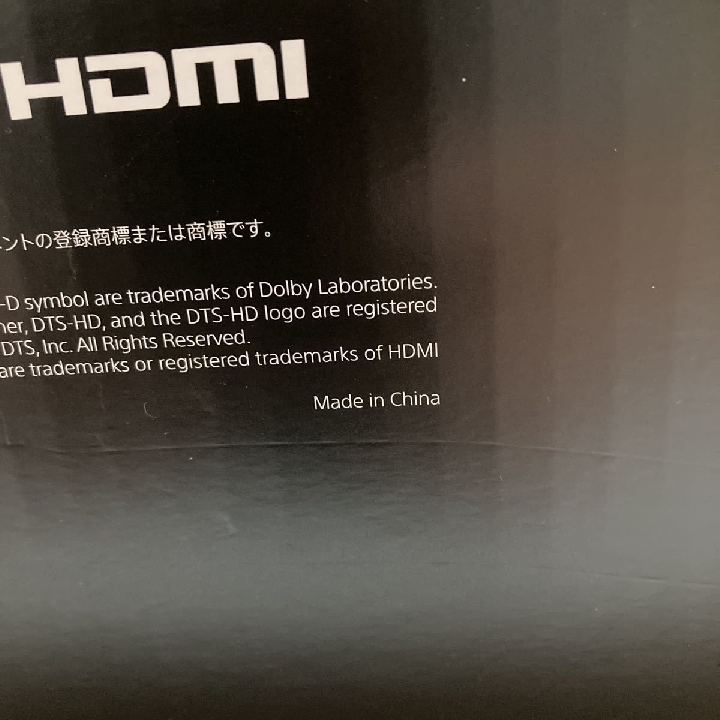 HDMI
ントの登録商標または商標です。
-D symbol are trademarks of Dolby Laboratories.
DTS-HD, and the DTS-HD logo are registered
DTS, Inc. All Rights Reserved.
are trademarks or registered trademarks of HDMI
Made in China